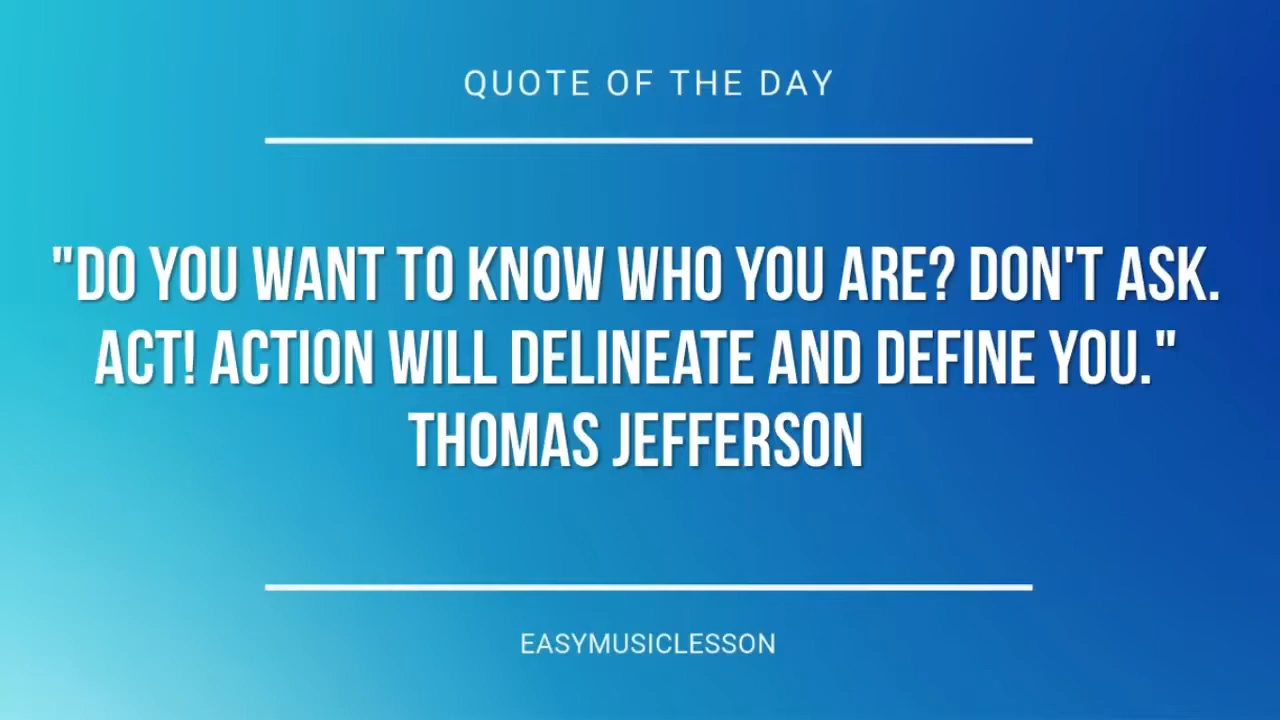 QUOTE OF THE DAY
"DO YOU WANT TO KNOW WHO YOU ARE? DON'T ASK.
ACT! ACTION WILL DELINEATE AND DEFINE YOU."
THOMAS JEFFERSON
EASYMUSICLESSON